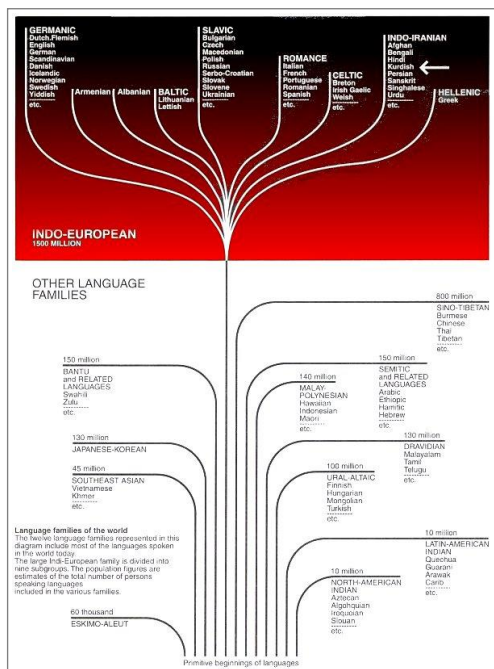 GERMANIC
Dutch.Flemish
English
German
Scandinavian
Danish
Icelandic
Norwegian
Swedish
Yiddish
etc.
Armenian
Albanian
BALTIC
Lithuanian
Lettish
etc.
SLAVIC
Bulgarian
Czech
Macedonian
Polish
Russian
Serbo-Croatian
Slovak
Slovene
Ukrainian
etc.
ROMANCE
Italian
French
Portuguese
Romanian
Spanish
etc.
CELTIC
Breton
Irish Gaelic
Welsh
etc.
INDO-IRANIAN
Afghan
Bengali
Hindi
Kurdish
Persian
Sanskrit
Singhalese
Urdu
etc.
HELLENIC
Greek
INDO-EUROPEAN
1500 MILLION
OTHER LANGUAGE
FAMILIES
800 million
SINO-TIBETAN
Burmese
Chinese
Thai
Tibetan
etc.
150 million
BANTU
and RELATED
LANGUAGES
Swahili
Zulu
etc.
140 million
MALAY-
POLYNESIAN
Hawaiian
Indonesian
Maori
etc.
150 million
SEMITIC
and RELATED
LANGUAGES
Arabic
Ethiopic
Hamitic
Hebrew
etc.
130 million
JAPANESE-KOREAN
130 million
DRAVIDIAN
Malayalam
Tamil
Telugu
etc.
45 million
SOUTHEAST ASIAN
Vietnamese
Khmer
etc.
100 million
URAL-ALTAIC
Finnish
Hungarian
Mongolian
Turkish
etc.
Language families of the world
The twelve language families represented in this
diagram include most of the languages spoken
in the world today.
The large Indi-European family is divided into
nine subgroups. The population figures are
estimates of the total number of persons
speaking languages
included in the various families.
10 million
LATIN-AMERICAN
INDIAN
Quechua
Guarani
Arawak
Carib
etc.
10 million
NORTH-AMERICAN
INDIAN
Aztecan
Algohquian
Iroquoian
Siouan
etc.
60 thousand
ESKIMO-ALEUT
Primitive beginings of languages